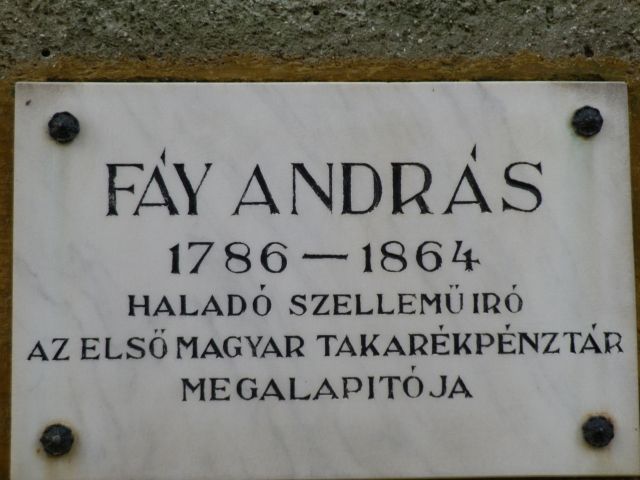 FÁY ANDRÁS
1786 — 1864
HALADÓ SZELLEMŰ IRÓ
AZ ELSŐ MAGYAR TAKARÉKPÉNZTÁR
MEGALAPITÓJA